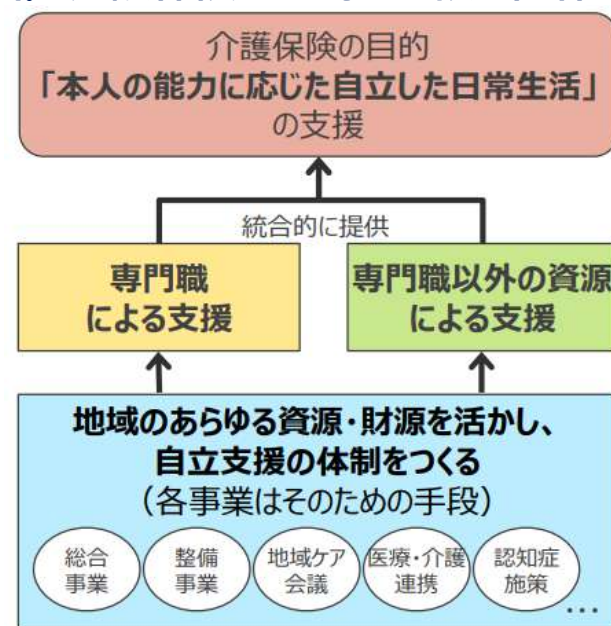 介護保険の目的
「本人の能力に応じた自立した日常生活」
の支援
統合的に提供
専門職
による支援
専門職以外の資源
による支援
地域のあらゆる資源・財源を活かし、
自立支援の体制をつくる
（各事業はそのための手段）
総合
事業
整備
事業
地域ケア
会議
医療・介護
連携
認知症
施策
…